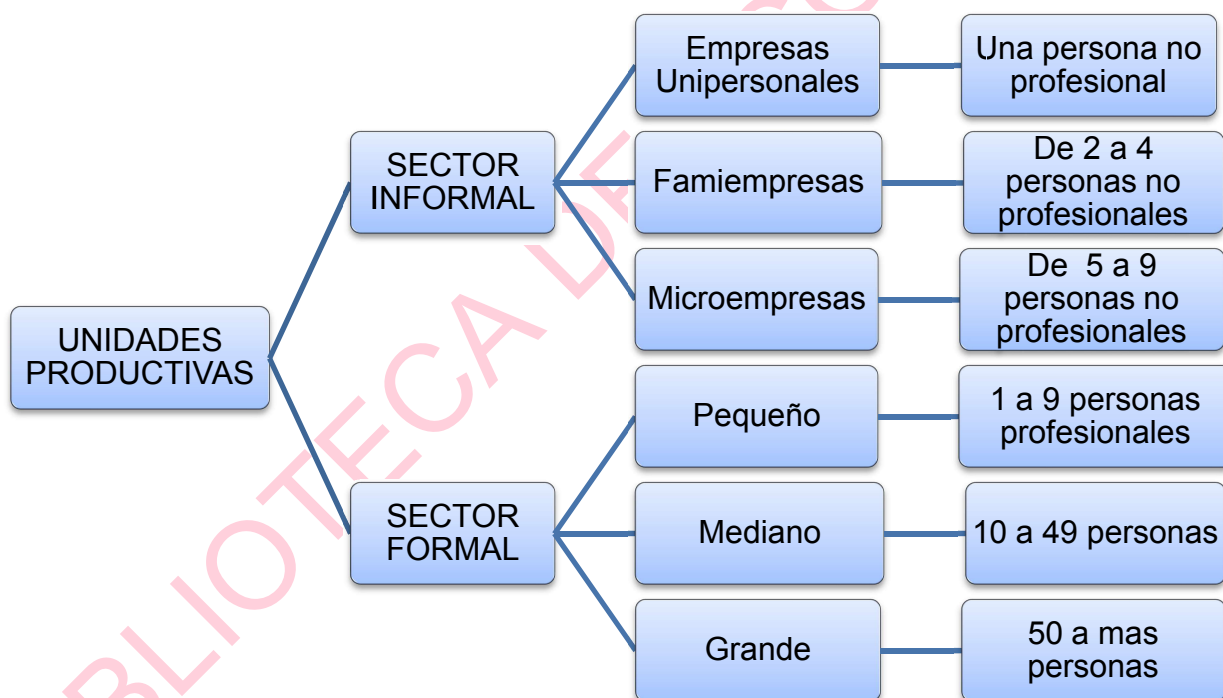 UNIDADES
PRODUCTIVAS
SECTOR
INFORMAL
Empresas
Unipersonales
Una persona no
profesional
Famiempresas
De 2 a 4
personas no
profesionales
Microempresas
De 5 a 9
personas no
profesionales
SECTOR
FORMAL
Pequeño
1 a 9 personas
profesionales
Mediano
10 a 49 personas
Grande
50 a mas
personas
BLIOTECA DE